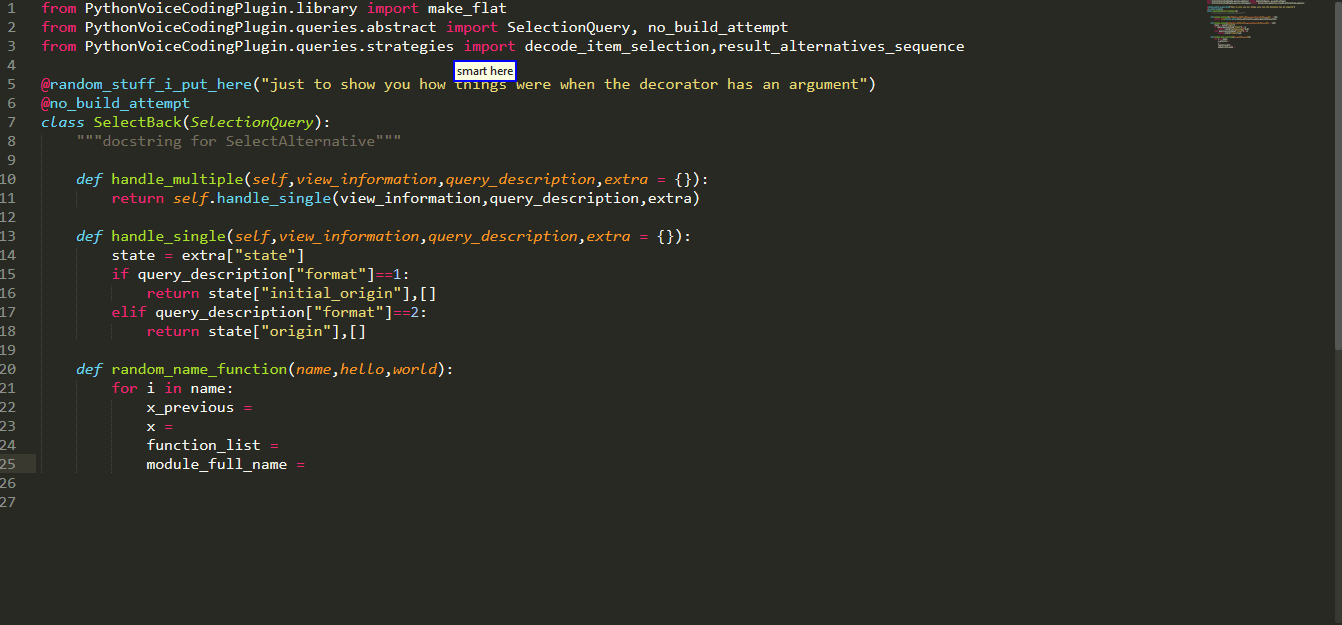 1 from PythonVoiceCodingPlugin.library import make_flat
2 from PythonVoiceCodingPlugin.queries.abstract import SelectionQuery, no_build_attempt
3 from PythonVoiceCodingPlugin.queries.strategies import decode_item_selection,result_alternatives_sequence
4
smart here
5 @random_stuff_i_put_here("just to show you how things were when the decorator has an argument")
6 @no_build_attempt
7 class SelectBack(SelectionQuery):
8     """docstring for SelectAlternative"""
9
10     def handle_multiple(self,view_information,query_description,extra = {}):
11         return self.handle_single(view_information,query_description,extra)
12
13     def handle_single(self,view_information,query_description,extra = {}):
14         state = extra["state"]
15         if query_description["format"]==1:
16             return state["initial_origin"],[]
17         elif query_description["format"]==2:
18             return state["origin"],[]
19
20     def random_name_function(name,hello,world):
21         for i in name:
22             x_previous =
23             x =
24             function_list =
25             module_full_name =
26
27